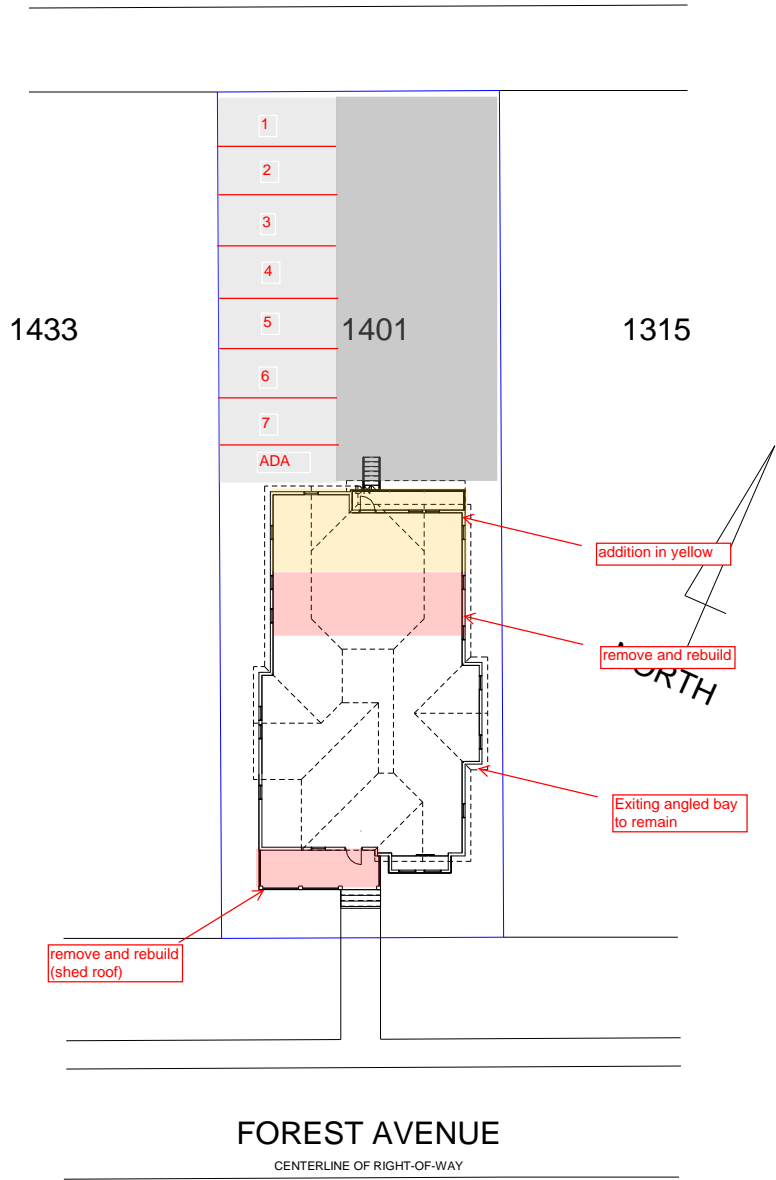 1
2
3
4
5
6
7
ADA
1433
1401
1315
addition in yellow
remove and rebuild
NORTH
Exiting angled bay
to remain
remove and rebuild
(shed roof)
FOREST AVENUE
CENTERLINE OF RIGHT-OF-WAY